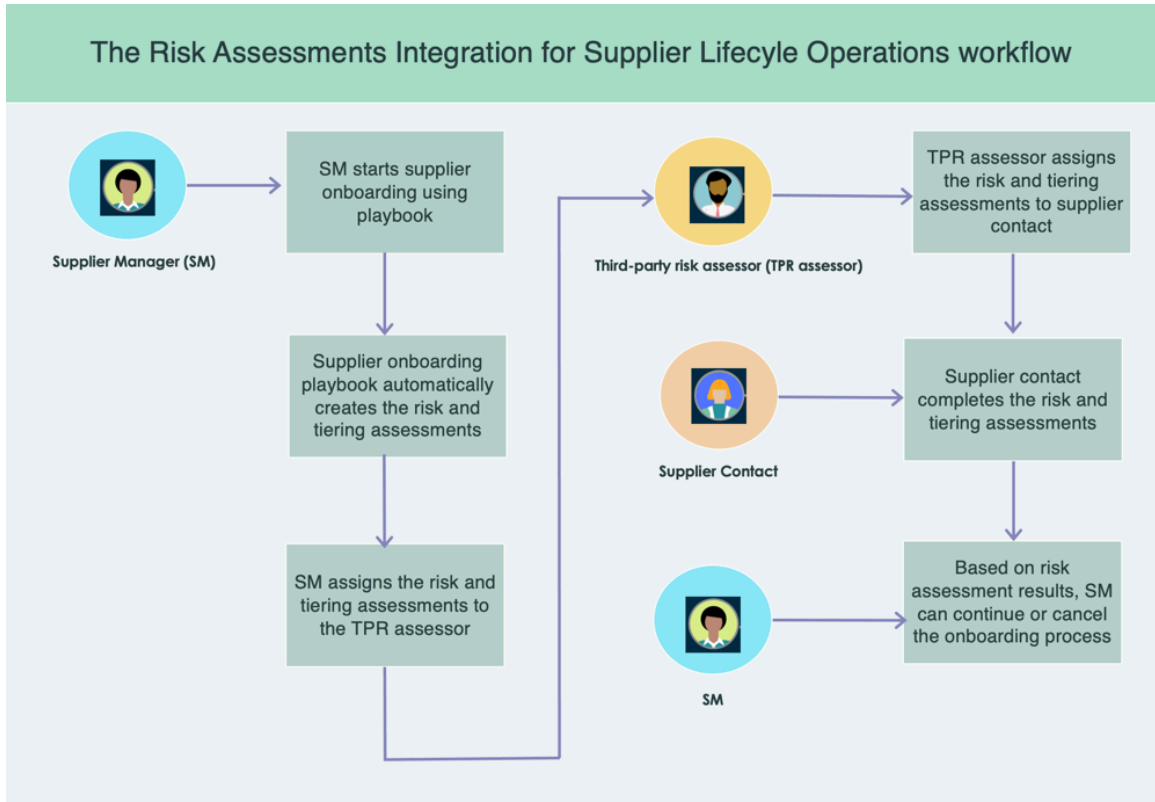 The Risk Assessments Integration for Supplier Lifecyle Operations workflow
SM starts supplier
onboarding using
playbook
Supplier Manager (SM)
Supplier onboarding
playbook automatically
creates the risk and
tiering assessments
SM assigns the risk and
tiering assessments to
the TPR assessor
Third-party risk assessor (TPR assessor)
TPR assessor assigns
the risk and tiering
assessments to supplier
contact
Supplier contact
completes the risk and
tiering assessments
Supplier Contact
Based on risk
assessment results, SM
can continue or cancel
the onboarding process
SM